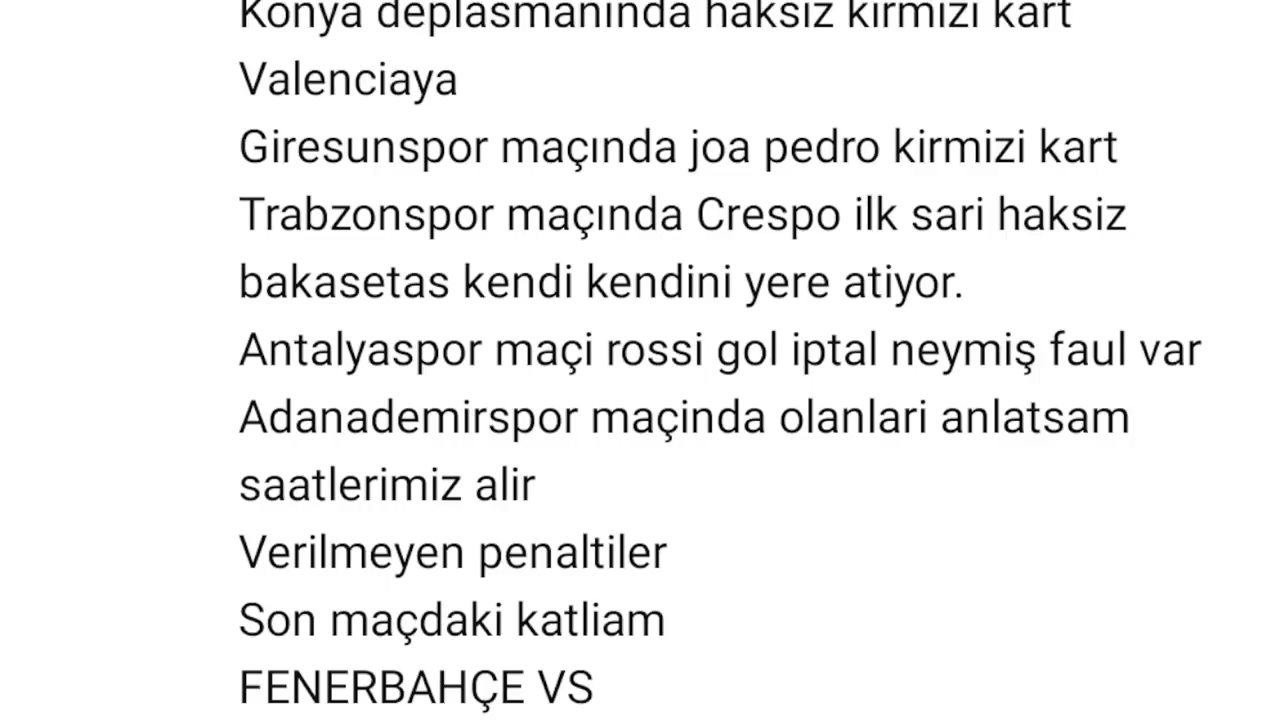 Konya deplasmanında haksiz kirmizi kart
Valenciaya
Giresunspor maçında joa pedro kirmizi kart
Trabzonspor maçında Crespo ilk sari haksiz
bakasetas kendi kendini yere atiyor.
Antalyaspor maçi rossi gol iptal neymiş faul var
Adanademirspor maçinda olanlari anlatsam
saatlerimiz alir
Verilmeyen penaltiler
Son maçdaki katliam
FENERBAHÇE VS